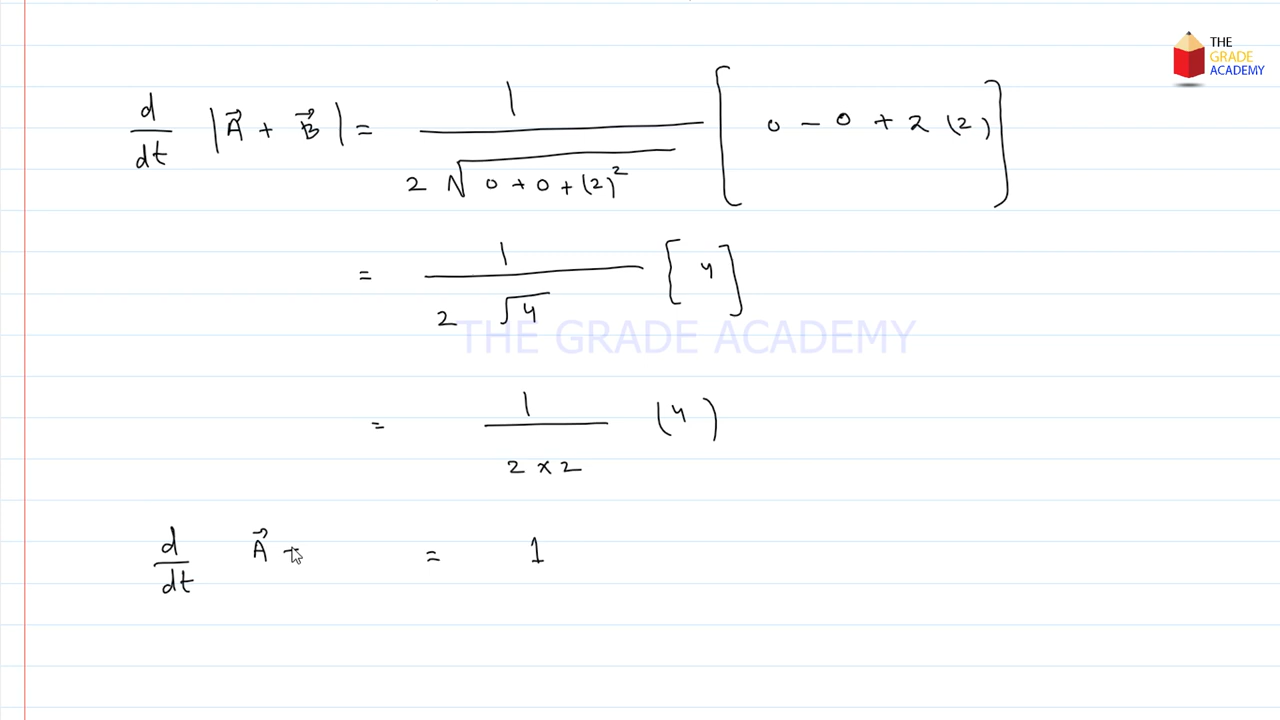 THE
GRADE
ACADEMY
d/dt |A⃗ + B⃗| = 1 / (2 √(0 + 0 + (2)²)) [0 - 0 + 2 (2)]
= 1 / (2 √4) [4]
THE GRADE ACADEMY
= 1 / (2 × 2) (4)
d/dt A⃗ + = 1